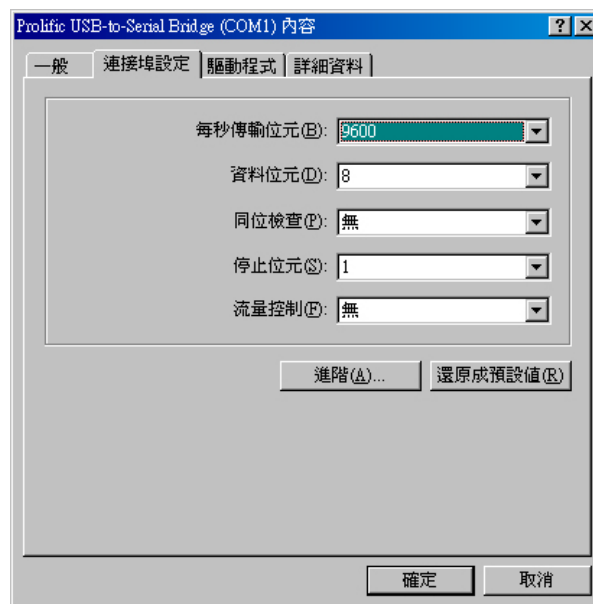 Prolific USB-to-Serial Bridge (COM1) 內容
一般 連接埠設定 驅動程式 詳細資料
每秒傳輸位元(B): 9600
資料位元(D): 8
同位檢查(P): 無
停止位元(S): 1
流量控制(F): 無
進階(A)... 還原成預設值(R)
確定 取消